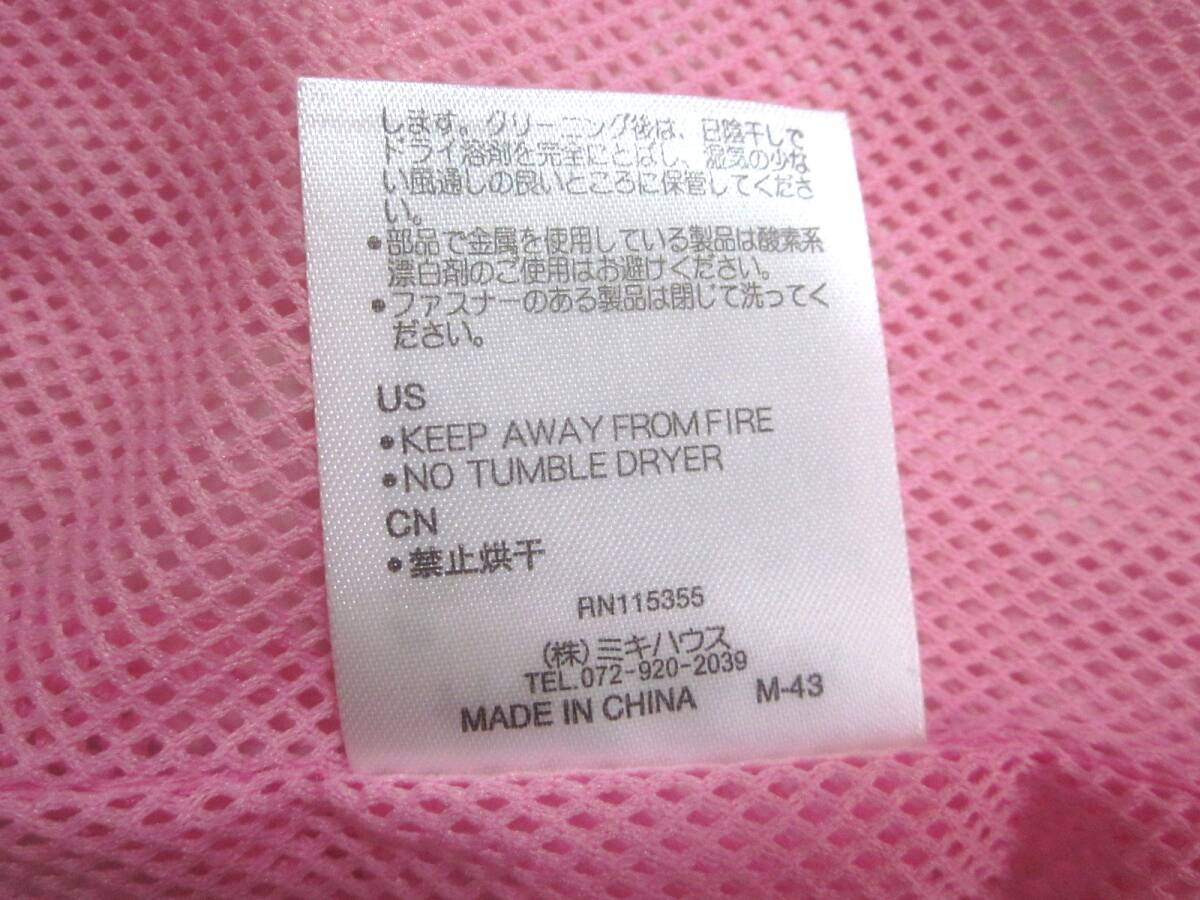 します。クリーニング後は、日陰干しで
ドライ溶剤を完全にとばし、湿気の少な
い風通しの良いところに保管してくださ
い。
•部品で金属を使用している製品は酸素系
漂白剤のご使用はお避けください。
•ファスナーのある製品は閉じて洗ってく
ださい。
US
•KEEP AWAY FROM FIRE
•NO TUMBLE DRYER
CN
•禁止烘干
RN115355
(株)ミキハウス
TEL.072-920-2039
MADE IN CHINA M-43